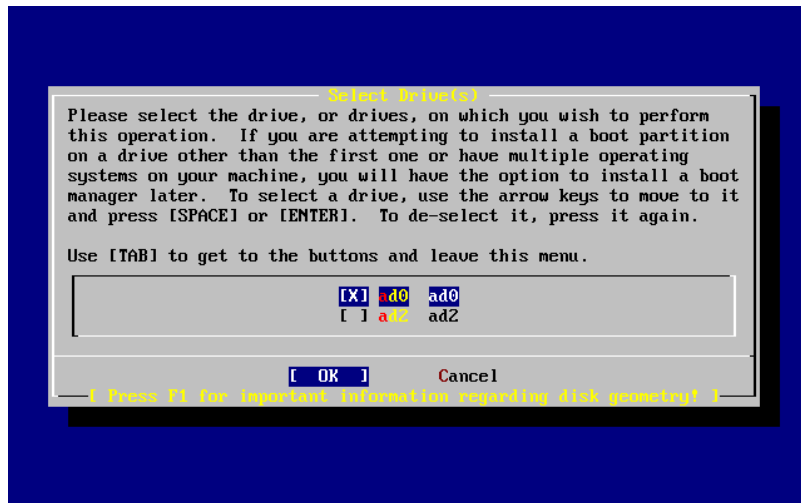 Select Drive(s)
Please select the drive, or drives, on which you wish to perform
this operation.  If you are attempting to install a boot partition
on a drive other than the first one or have multiple operating
systems on your machine, you will have the option to install a boot
manager later.  To select a drive, use the arrow keys to move to it
and press [SPACE] or [ENTER].  To de-select it, press it again.
Use [TAB] to get to the buttons and leave this menu.
[X] ad0  ad0
[ ] ad2  ad2
[  OK  ]  Cancel
[ Press F1 for important information regarding disk geometry! ]